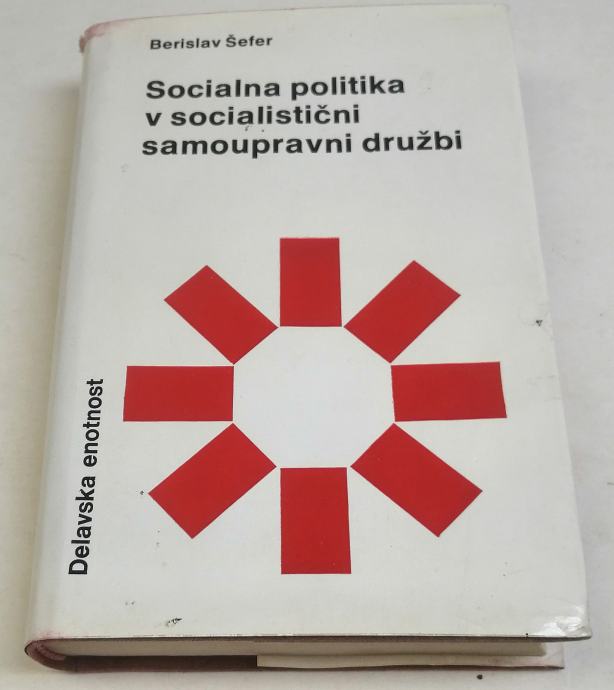 Berislav Šefer
Socialna politika
v socialistični
samoupravni družbi
Delavska enotnost